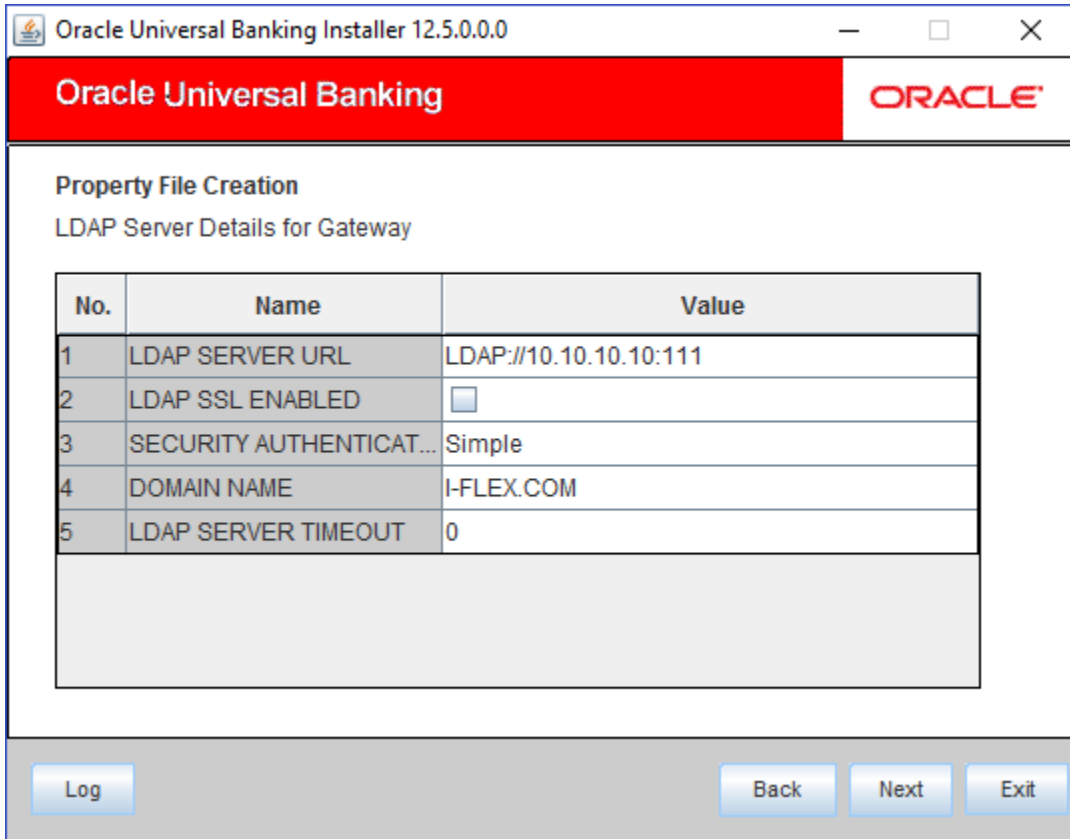 Oracle Universal Banking Installer 12.5.0.0.0
Oracle Universal Banking
ORACLE
Property File Creation
LDAP Server Details for Gateway
No. Name Value
1 LDAP SERVER URL LDAP://10.10.10.10:111
2 LDAP SSL ENABLED
3 SECURITY AUTHENTICAT... Simple
4 DOMAIN NAME I-FLEX.COM
5 LDAP SERVER TIMEOUT 0
Log Back Next Exit